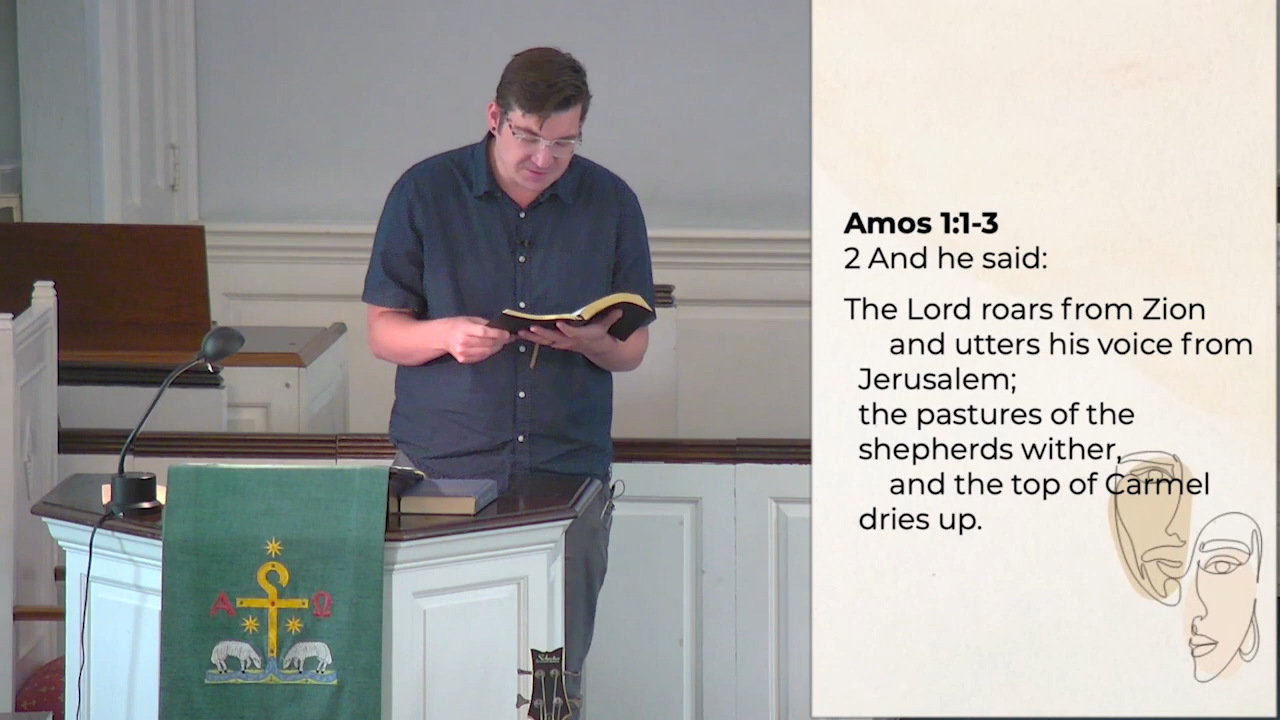 Amos 1:1-3
2 And he said:
The Lord roars from Zion
and utters his voice from
Jerusalem;
the pastures of the
shepherds wither,
and the top of Carmel
dries up.
Α Ω
Schecter